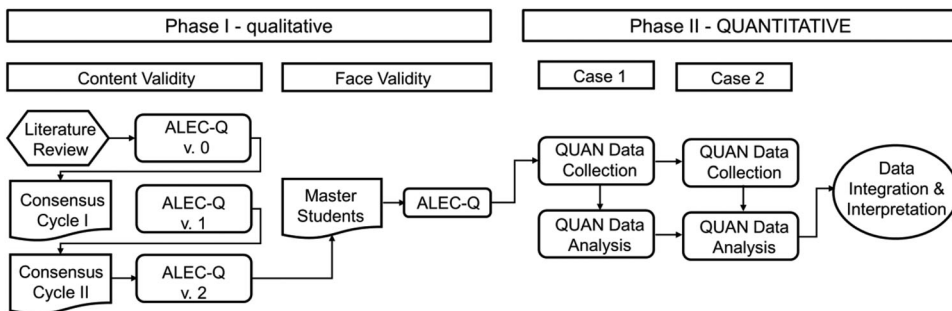 Phase I - qualitative
Phase II - QUANTITATIVE
Content Validity
Face Validity
Case 1
Case 2
Literature
Review
ALEC-Q
v. 0
Consensus
Cycle I
ALEC-Q
v. 1
Consensus
Cycle II
ALEC-Q
v. 2
Master
Students
ALEC-Q
QUAN Data
Collection
QUAN Data
Collection
QUAN Data
Analysis
QUAN Data
Analysis
Data
Integration &
Interpretation